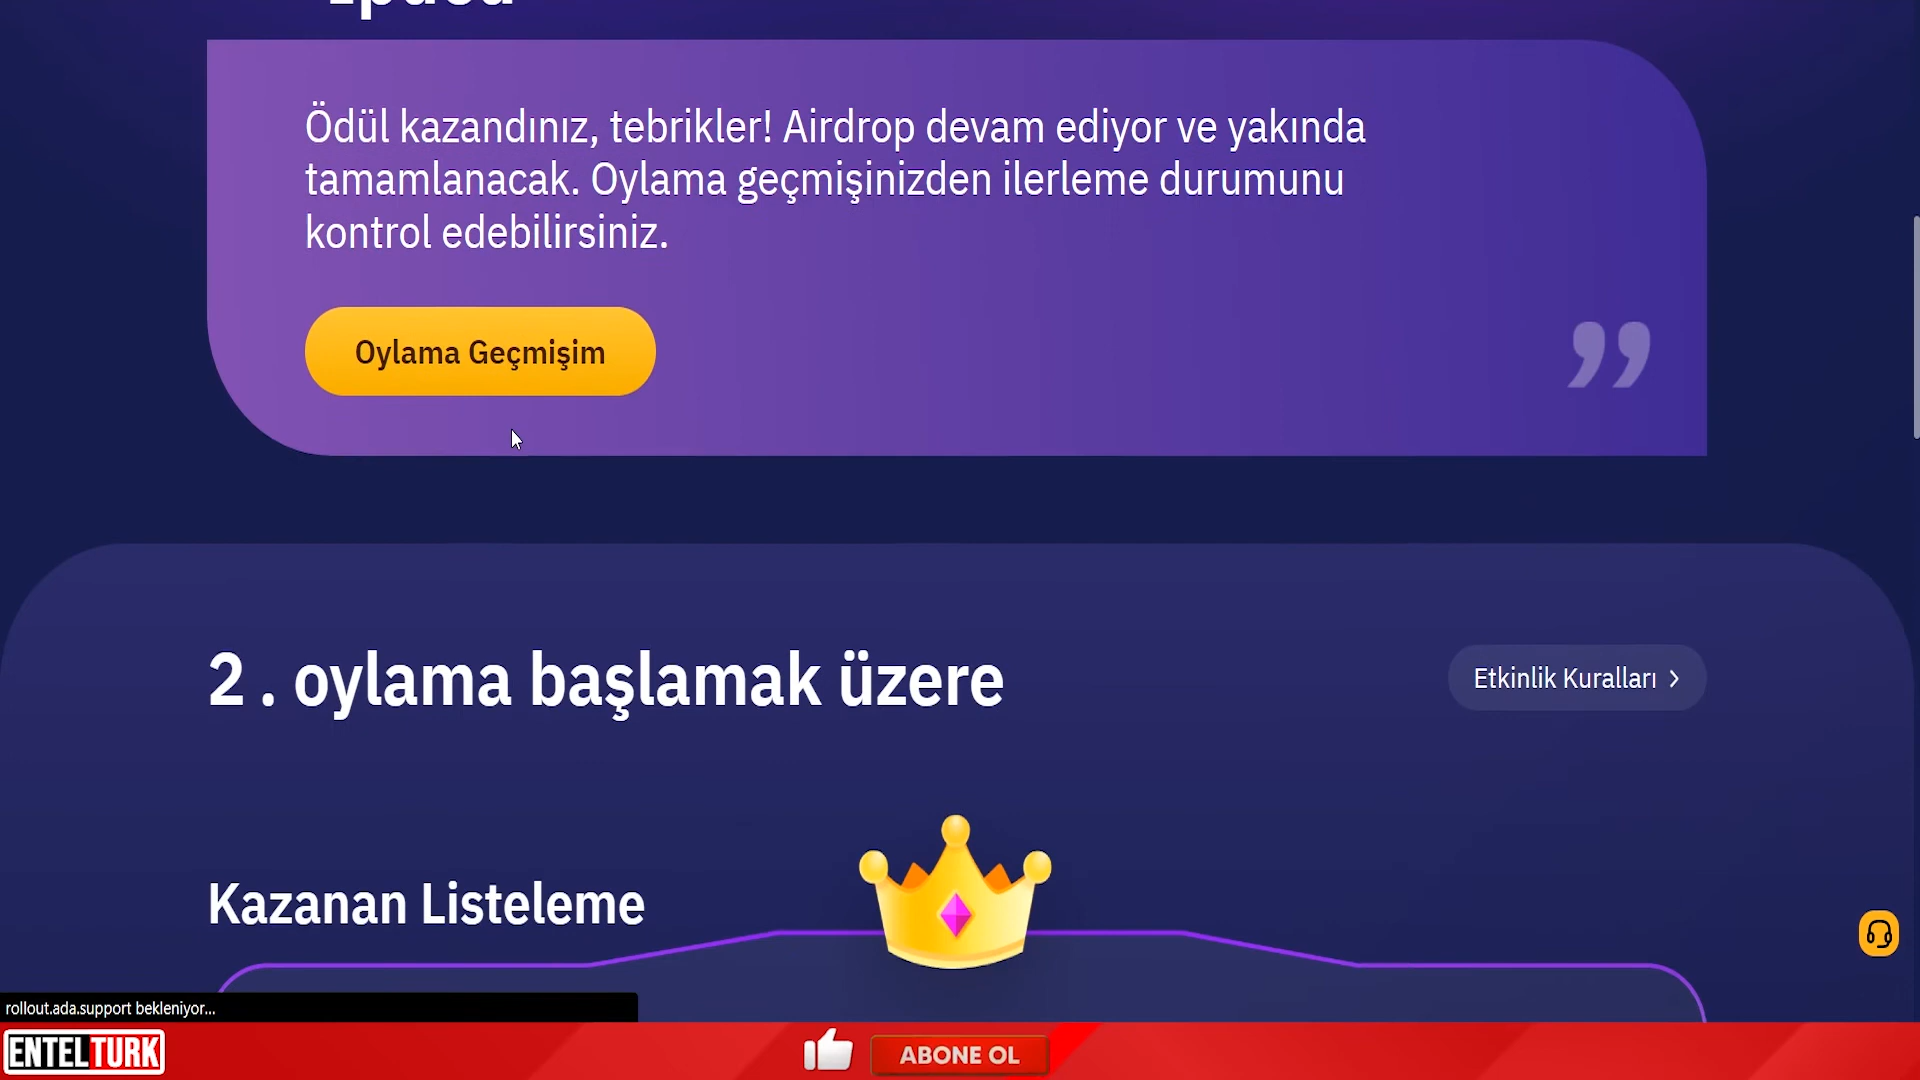 Ödül kazandınız, tebrikler! Airdrop devam ediyor ve yakında
tamamlanacak. Oylama geçmişinizden ilerleme durumunu
kontrol edebilirsiniz.
Oylama Geçmişim
2 . oylama başlamak üzere
Etkinlik Kuralları
Kazanan Listeleme
rollout.ada.support bekleniyor...
ENTELTURK
ABONE OL